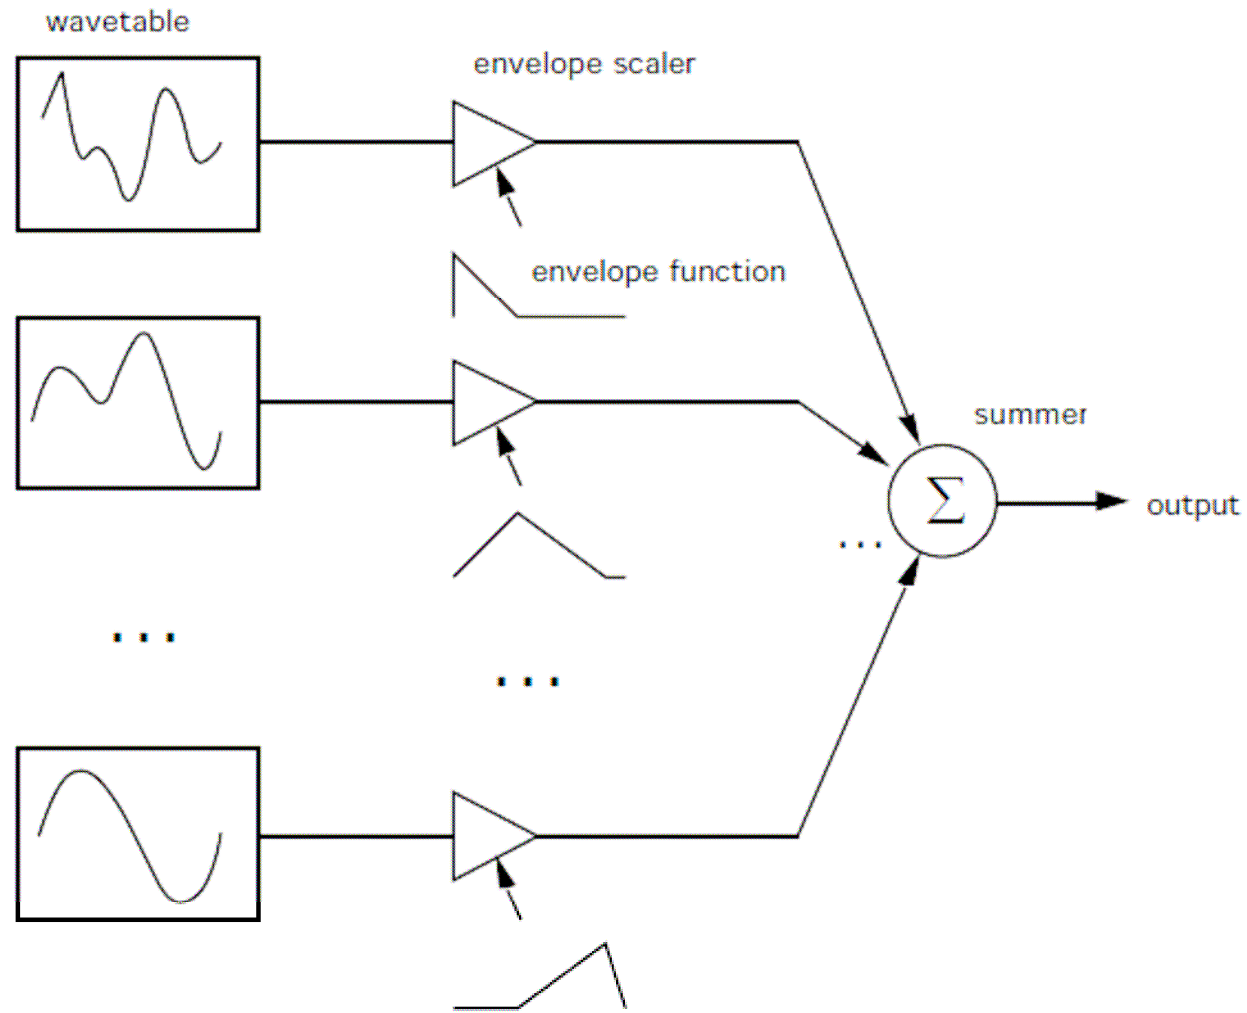 wavetable
envelope scaler
envelope function
summer
Σ
output
...
...
...